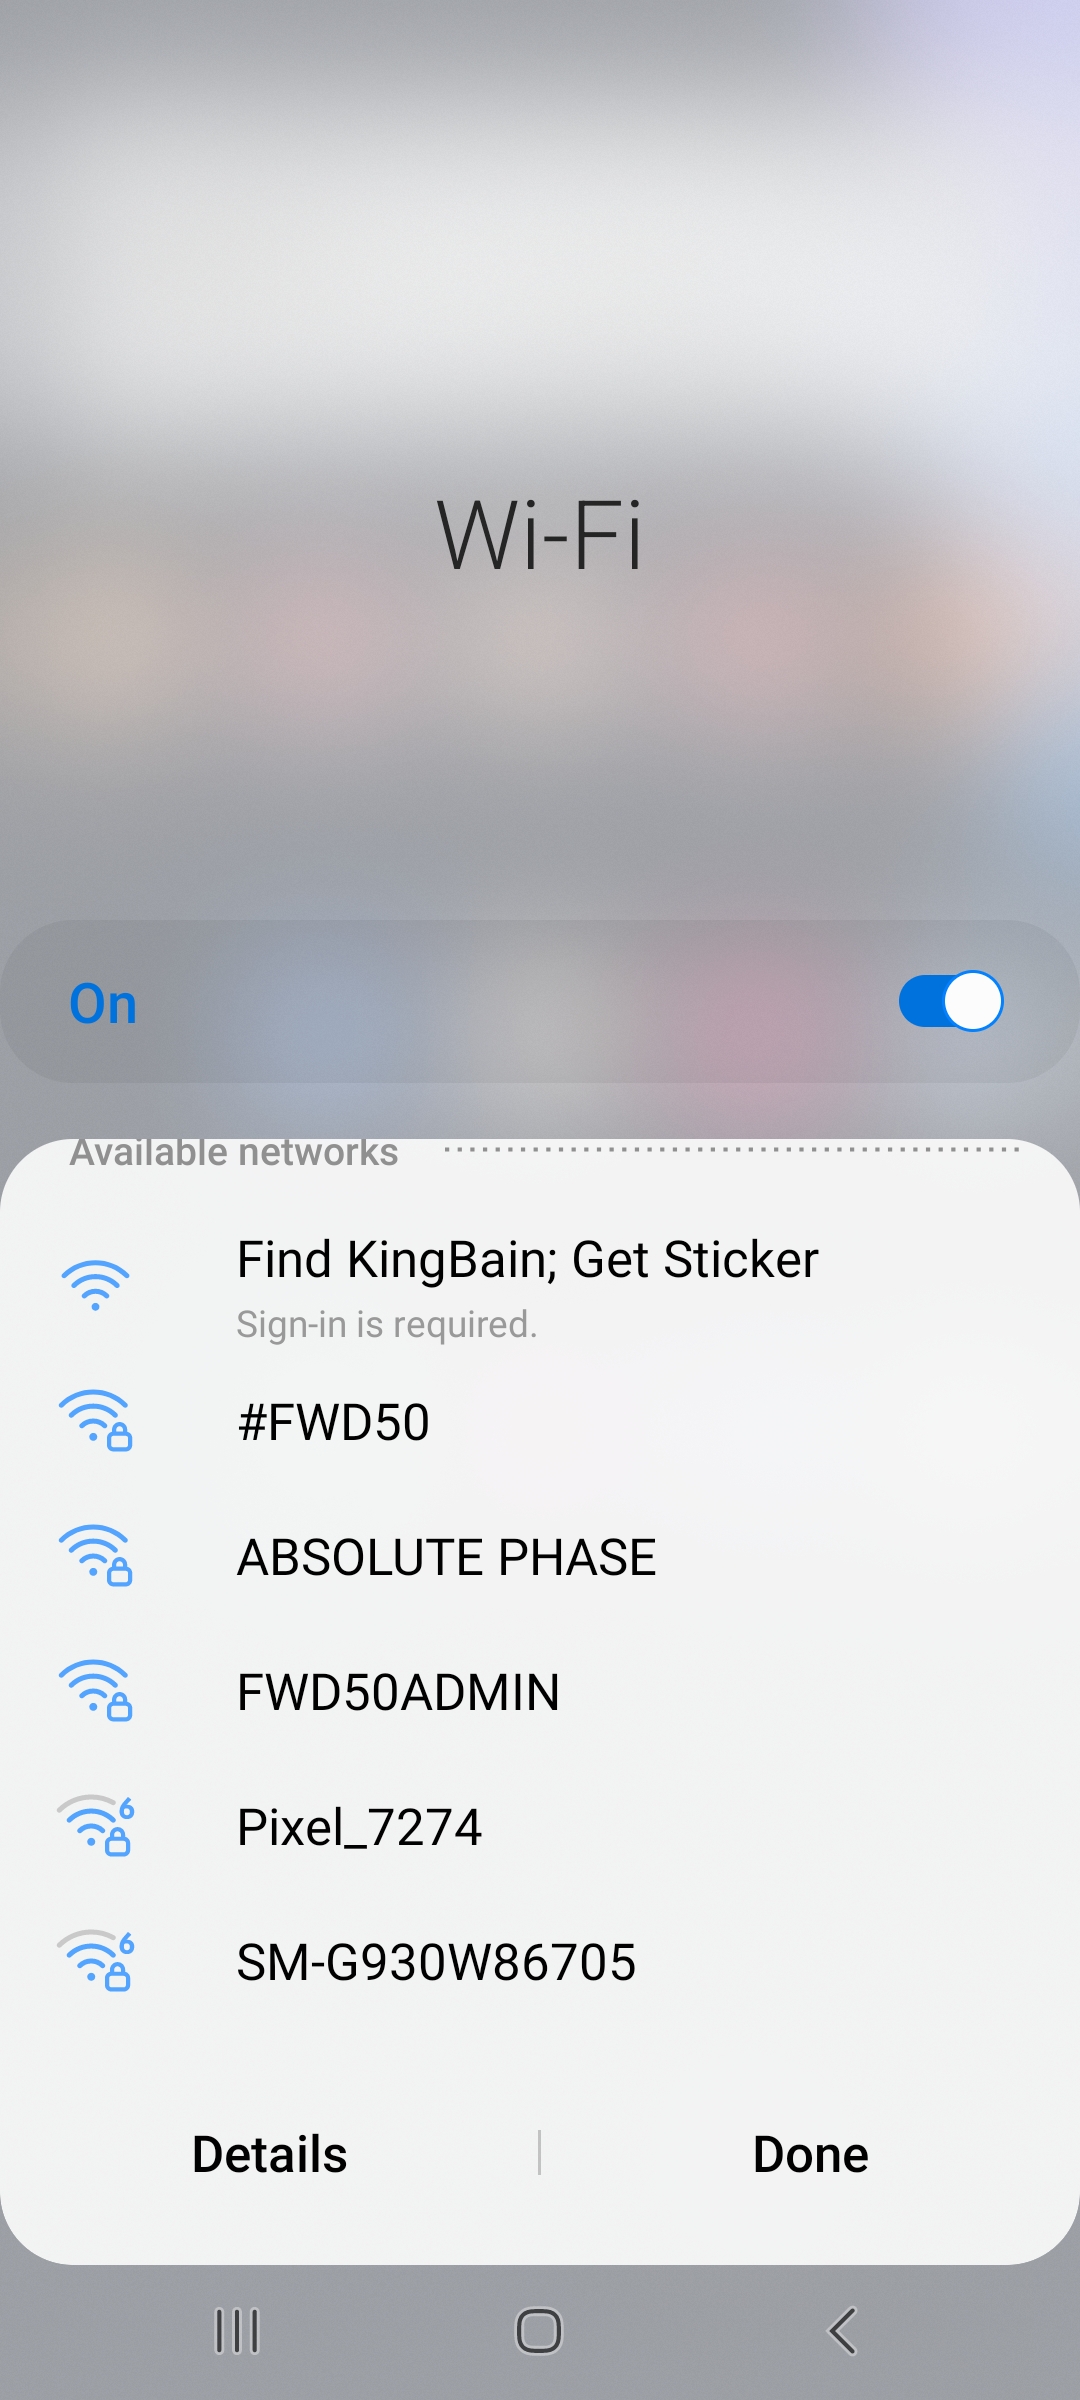 Wi-Fi
On
Available networks
Find KingBain; Get Sticker
Sign-in is required.
#FWD50
ABSOLUTE PHASE
FWD50ADMIN
6
Pixel_7274
6
SM-G930W86705
Details
Done